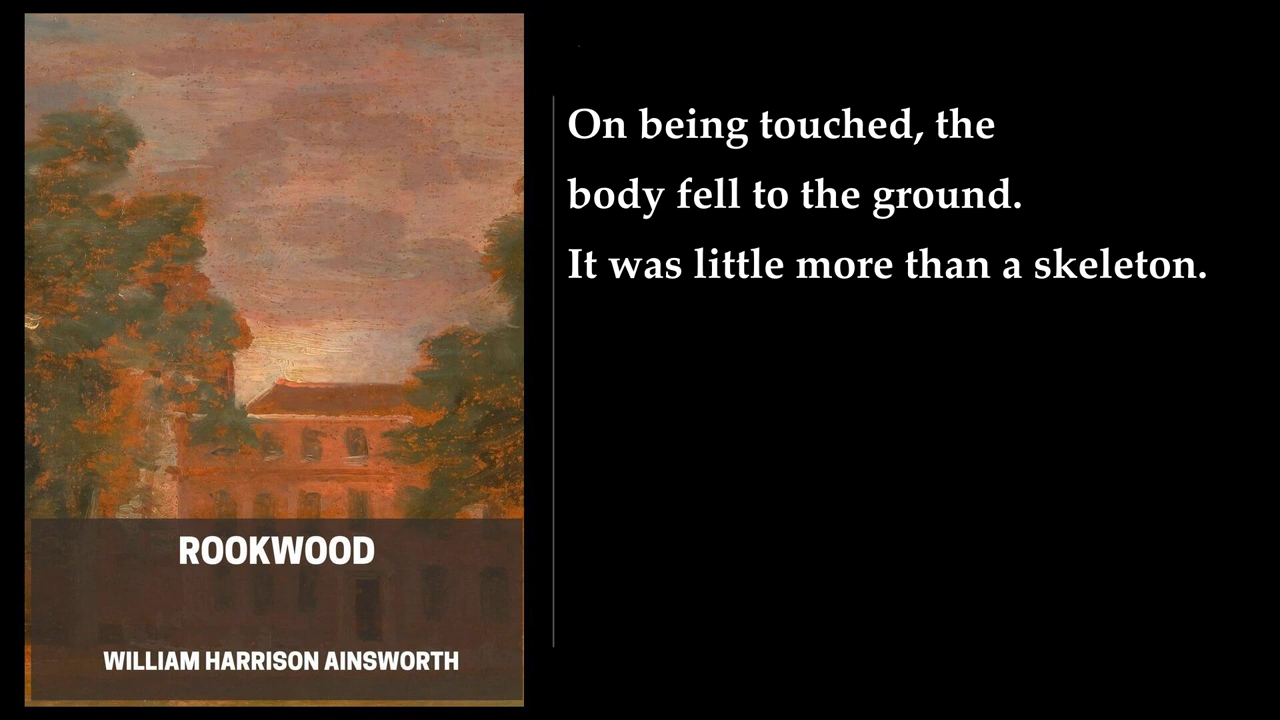 On being touched, the
body fell to the ground.
It was little more than a skeleton.
ROOKWOOD
WILLIAM HARRISON AINSWORTH